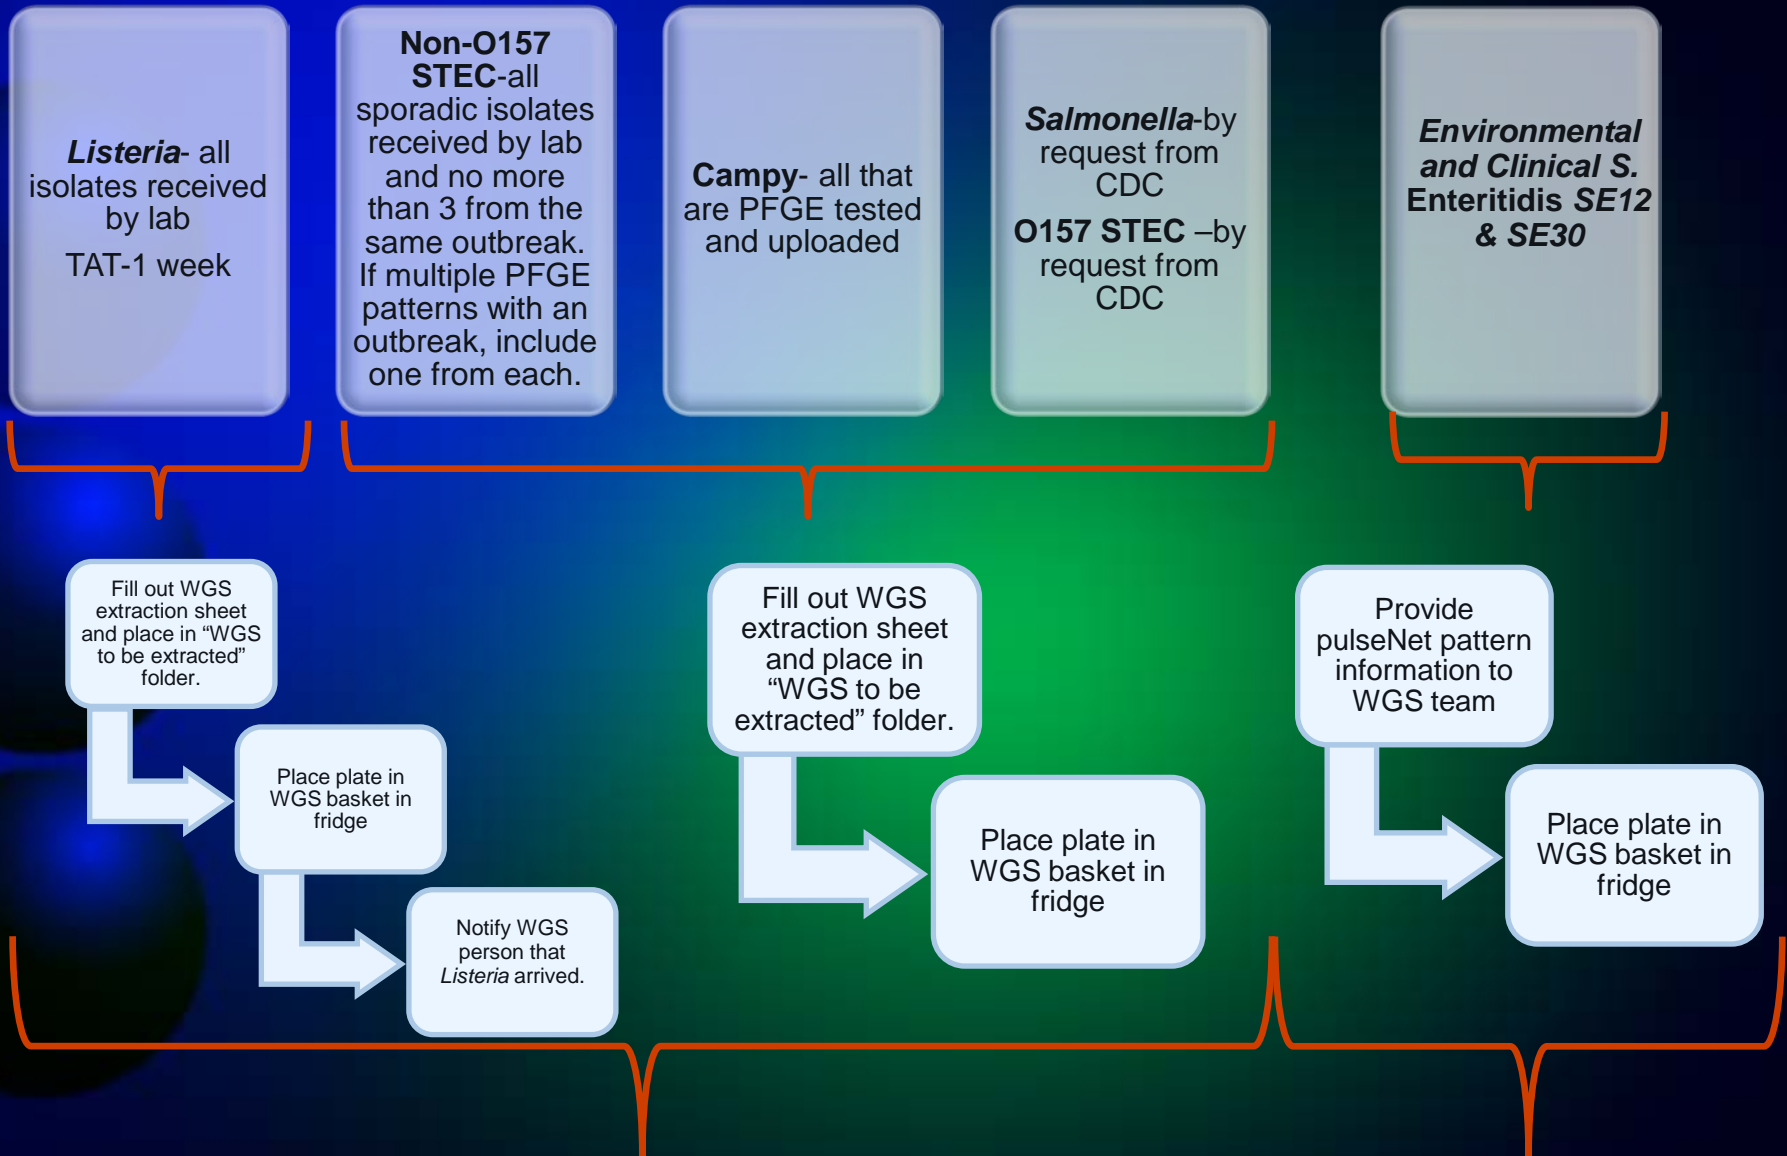 Listeria- all
isolates received
by lab
TAT-1 week
Non-O157
STEC-all
sporadic isolates
received by lab
and no more
than 3 from the
same outbreak.
If multiple PFGE
patterns with an
outbreak, include
one from each.
Campy- all that
are PFGE tested
and uploaded
Salmonella-by
request from
CDC
O157 STEC –by
request from
CDC
Environmental
and Clinical S.
Enteritidis SE12
& SE30
Fill out WGS
extraction sheet
and place in “WGS
to be extracted”
folder.
Place plate in
WGS basket in
fridge
Notify WGS
person that
Listeria arrived.
Fill out WGS
extraction sheet
and place in
“WGS to be
extracted” folder.
Place plate in
WGS basket in
fridge
Provide
pulseNet pattern
information to
WGS team
Place plate in
WGS basket in
fridge